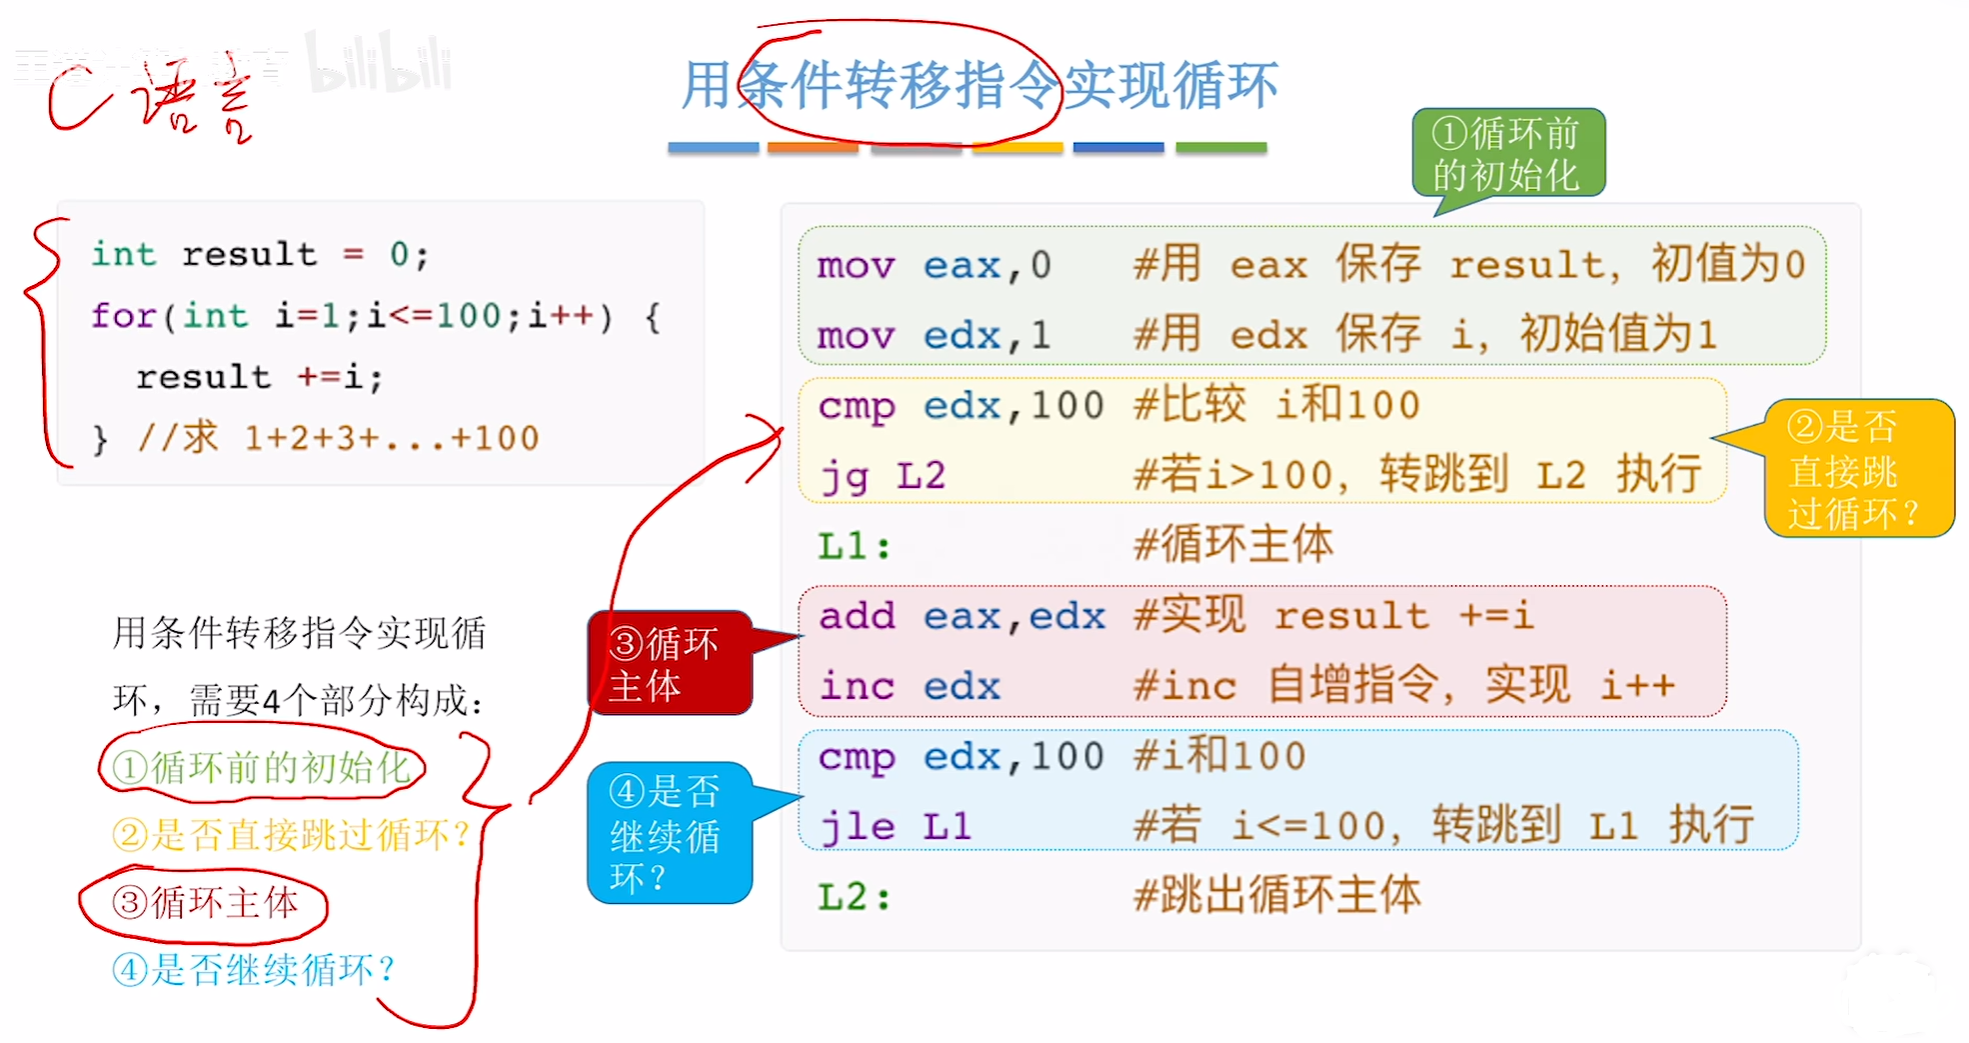 C语言
bilibili
用条件转移指令实现循环
①循环前
的初始化
int result = 0;
for(int i=1;i<=100;i++) {
result +=i;
} //求 1+2+3+...+100
mov eax,0 #用 eax 保存 result, 初值为0
mov edx,1 #用 edx 保存 i, 初始值为1
cmp edx,100 #比较 i和100
jg L2 #若i>100, 转跳到 L2 执行
②是否
直接跳
过循环?
L1: #循环主体
add eax,edx #实现 result +=i
inc edx #inc 自增指令, 实现 i++
③循环
主体
cmp edx,100 #i和100
jle L1 #若 i<=100, 转跳到 L1 执行
④是否
继续循
环?
L2: #跳出循环主体
用条件转移指令实现循
环，需要4个部分构成：
①循环前的初始化
②是否直接跳过循环?
③循环主体
④是否继续循环?